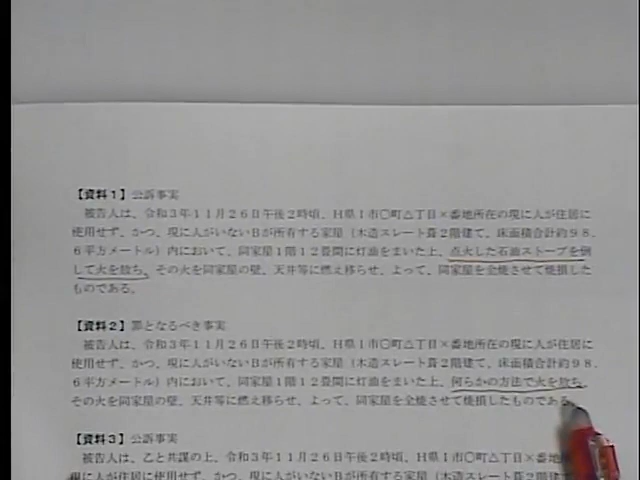 【資料1】公訴事実
被告人は、令和3年11月26日午後2時頃、H県I市○町△丁目×番地所在の現に人が住居に
使用せず、かつ、現に人がいないBが所有する家屋(木造スレート葺2階建て、床面積合計約98.
6平方メートル)内において、同家屋1階12畳間に灯油をまいた上、点火した石油ストーブを倒
して火を放ち、その火を同家屋の壁、天井等に燃え移らせ、よって、同家屋を全焼させて焼損した
ものである。
【資料2】罪となるべき事実
被告人は、令和3年11月26日午後2時頃、H県I市○町△丁目×番地所在の現に人が住居に
使用せず、かつ、現に人がいないBが所有する家屋(木造スレート葺2階建て、床面積合計約98.
6平方メートル)内において、同家屋1階12畳間に灯油をまいた上、何らかの方法で火を放ち、
その火を同家屋の壁、天井等に燃え移らせ、よって、同家屋を全焼させて焼損したものである。
【資料3】公訴事実
被告人は、乙と共謀の上、令和3年11月26日午後2時頃、H県I市○町△丁目×番地
現に人が住居に使用せず、かつ、現に人がいないBが所有する家屋(木造スレート葺2階建